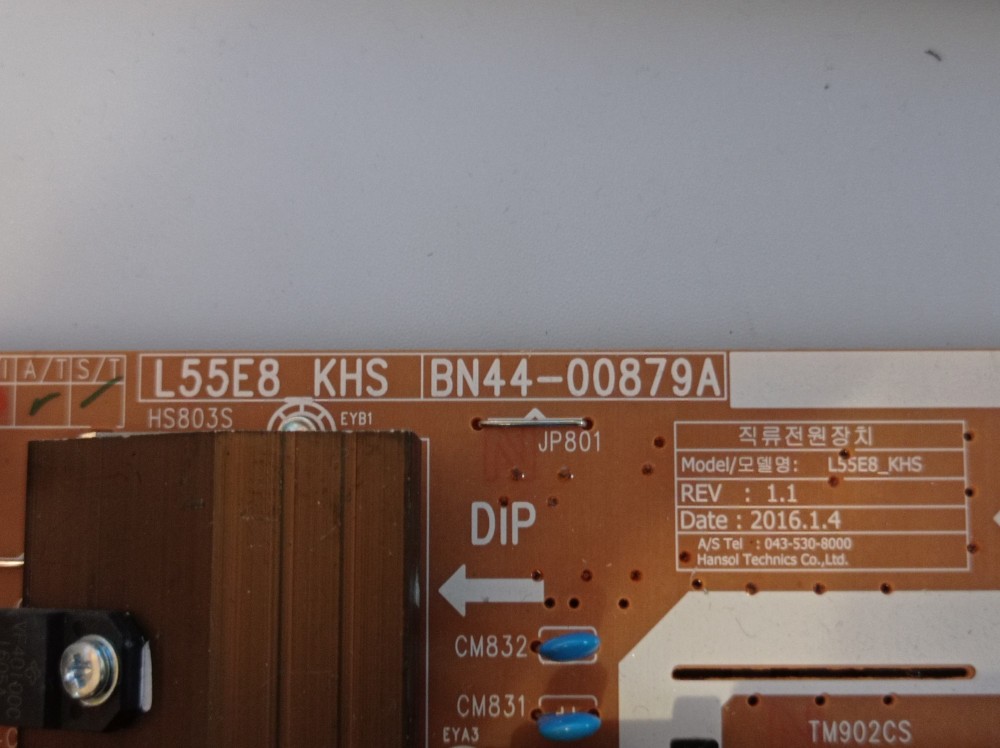 A/T S/T
L55E8 KHS BN44-00879A
HS803S
EYB1
JP801
직류전원장치
Model/모델명: L55E8_KHS
REV : 1.1
Date : 2016.1.4
A/S Tel : 043-530-8000
Hansol Technics Co.,Ltd.
DIP
CM832
CM831
EYA3
TM902CS